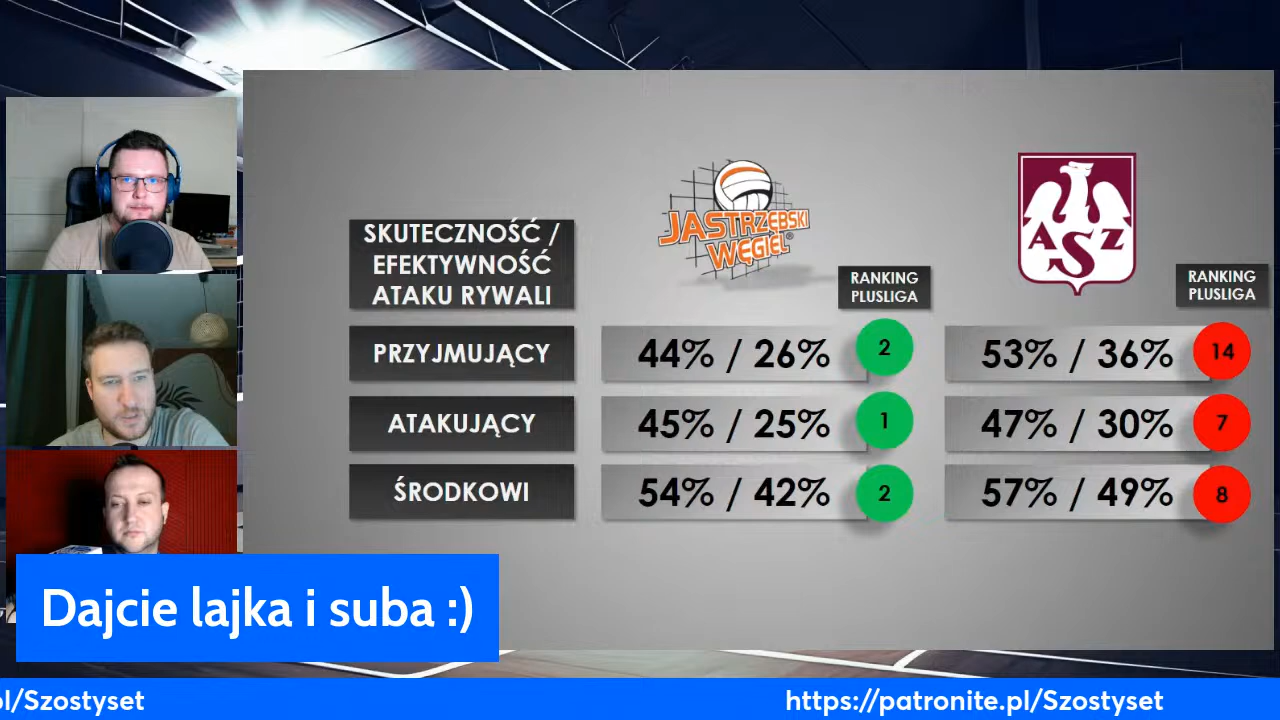 JASTRZĘBSKI
WĘGIEL®
AZS
SKUTECZNOŚĆ /
EFEKTYWNOŚĆ
ATAKU RYWALI
RANKING
PLUSLIGA
RANKING
PLUSLIGA
PRZYJMUJĄCY
44% / 26%
2
53% / 36%
14
ATAKUJĄCY
45% / 25%
1
47% / 30%
7
ŚRODKOWI
54% / 42%
2
57% / 49%
8
Dajcie lajka i suba :)
pl/Szostyset
https://patronite.pl/Szostyset